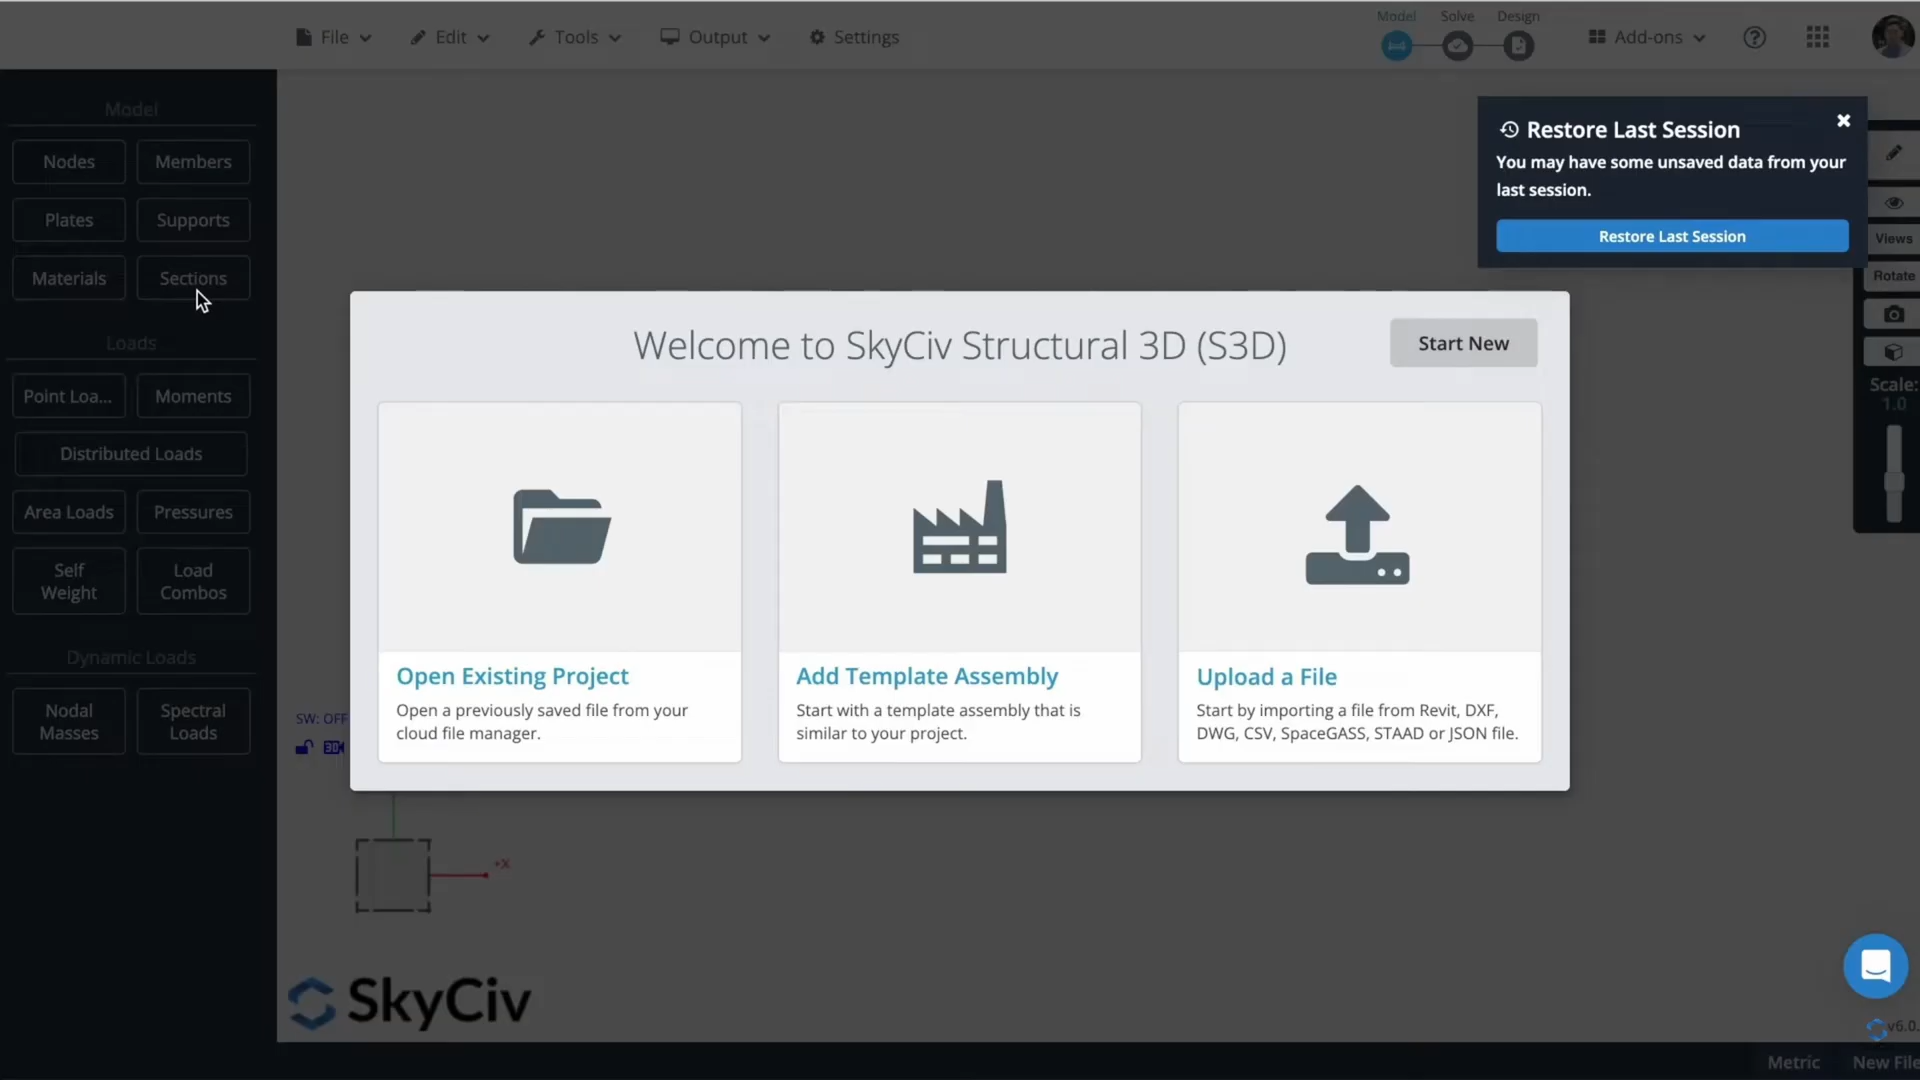 File
Edit
Tools
Output
Settings
Model
Solve
Design
Add-ons
Model
Nodes
Members
Plates
Supports
Materials
Sections
Loads
Point Loa...
Moments
Distributed Loads
Area Loads
Pressures
Self
Weight
Load
Combos
Dynamic Loads
Nodal
Masses
Spectral
Loads
Restore Last Session
You may have some unsaved data from your
last session.
Restore Last Session
Views
Rotate
Scale:
1.0
Welcome to SkyCiv Structural 3D (S3D)
Start New
Open Existing Project
Open a previously saved file from your
cloud file manager.
Add Template Assembly
Start with a template assembly that is
similar to your project.
Upload a File
Start by importing a file from Revit, DXF,
DWG, CSV, SpaceGASS, STAAD or JSON file.
SW: OFF
3D
+X
SkyCiv
v6.0.
Metric
New File